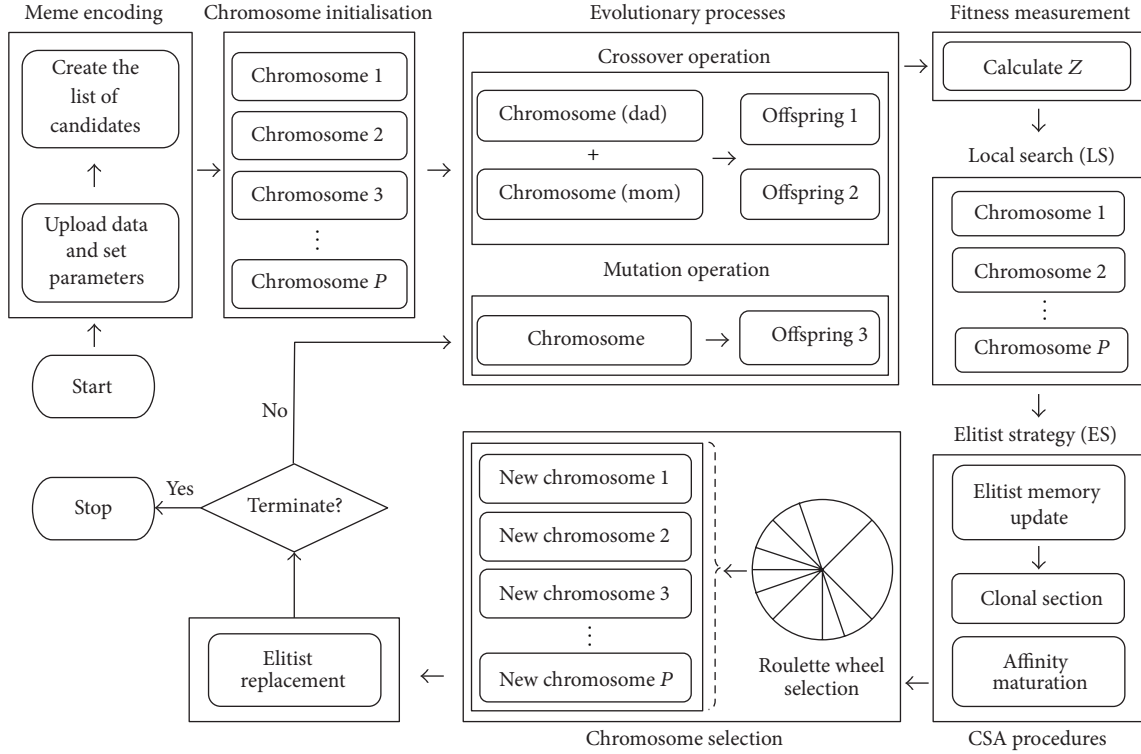 Meme encoding
Create the
list of
candidates
Upload data
and set
parameters
Start
Chromosome initialisation
Chromosome 1
Chromosome 2
Chromosome 3
⋮
Chromosome P
Evolutionary processes
Crossover operation
Chromosome (dad)
+
Chromosome (mom)
Offspring 1
Offspring 2
Mutation operation
Chromosome
Offspring 3
Fitness measurement
Calculate Z
Local search (LS)
Chromosome 1
Chromosome 2
⋮
Chromosome P
Elitist strategy (ES)
Elitist memory
update
Clonal section
Affinity
maturation
CSA procedures
Roulette wheel
selection
New chromosome 1
New chromosome 2
New chromosome 3
⋮
New chromosome P
Chromosome selection
Elitist
replacement
Terminate?
No
Yes
Stop